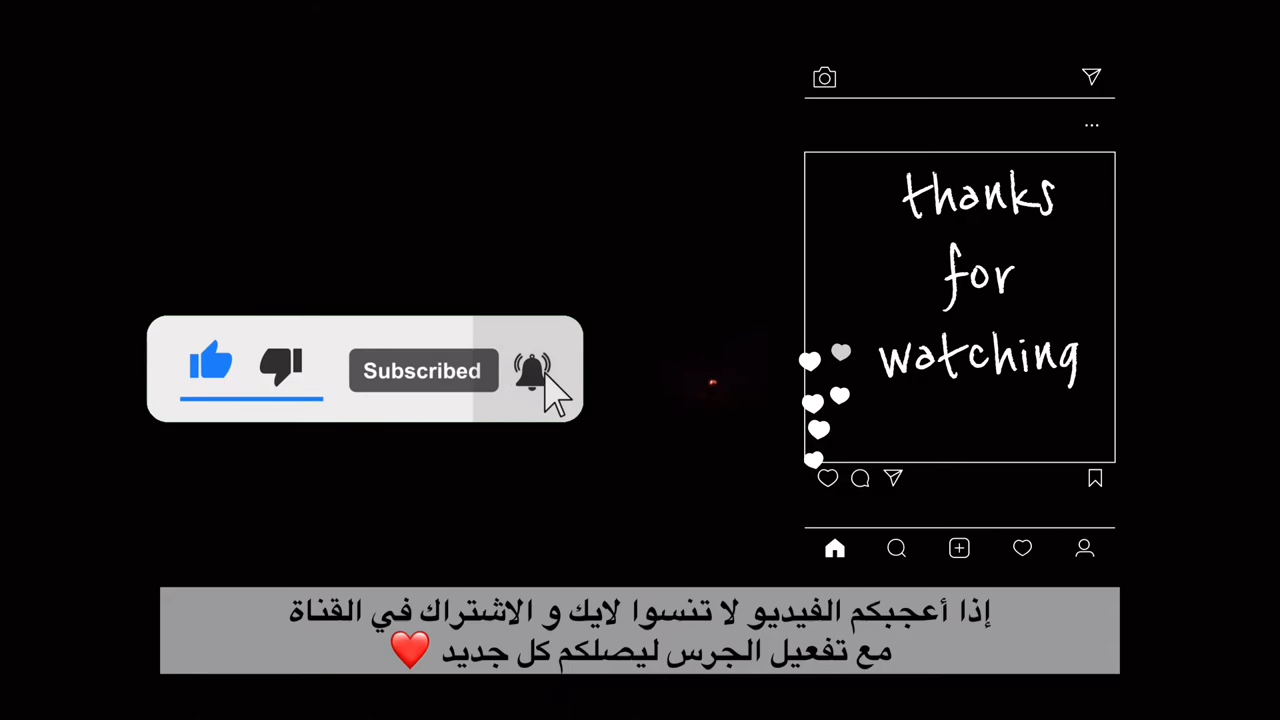 thanks
for
watching
Subscribed
إذا أعجبكم الفيديو لا تنسوا لايك و الاشتراك في القناة
مع تفعيل الجرس ليصلكم كل جديد ❤️